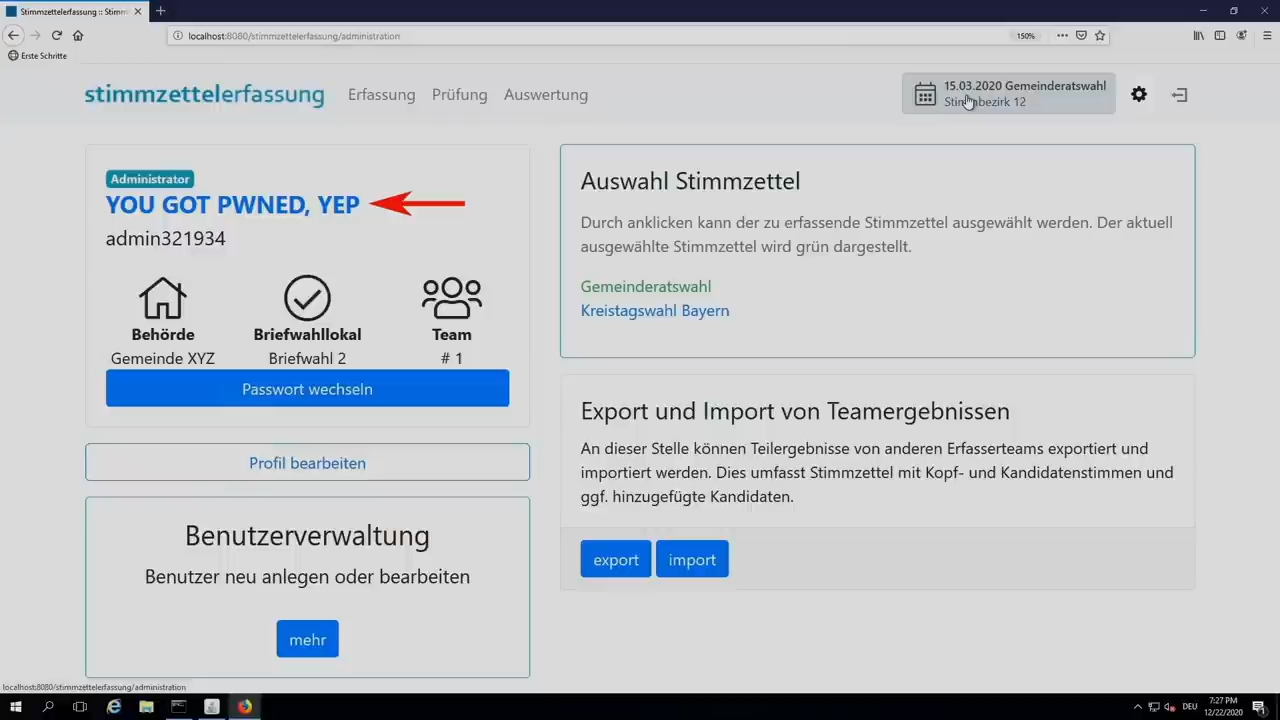 Stimmzettelerfassung :: Stimm
localhost:8080/stimmzettelerfassung/administration
150%
Erste Schritte
stimmzettelerfassung
Erfassung
Prüfung
Auswertung
15.03.2020 Gemeinderatswahl
Stimmbezirk 12
Administrator
YOU GOT PWNED, YEP
admin321934
Behörde
Briefwahllokal
Team
Gemeinde XYZ
Briefwahl 2
# 1
Passwort wechseln
Profil bearbeiten
Benutzerverwaltung
Benutzer neu anlegen oder bearbeiten
mehr
Auswahl Stimmzettel
Durch anklicken kann der zu erfassende Stimmzettel ausgewählt werden. Der aktuell
ausgewählte Stimmzettel wird grün dargestellt.
Gemeinderatswahl
Kreistagswahl Bayern
Export und Import von Teamergebnissen
An dieser Stelle können Teilergebnisse von anderen Erfasserteams exportiert und
importiert werden. Dies umfasst Stimmzettel mit Kopf- und Kandidatenstimmen und
ggf. hinzugefügte Kandidaten.
export
import
localhost:8080/stimmzettelerfassung/administration
DEU
7:27 PM
12/22/2020